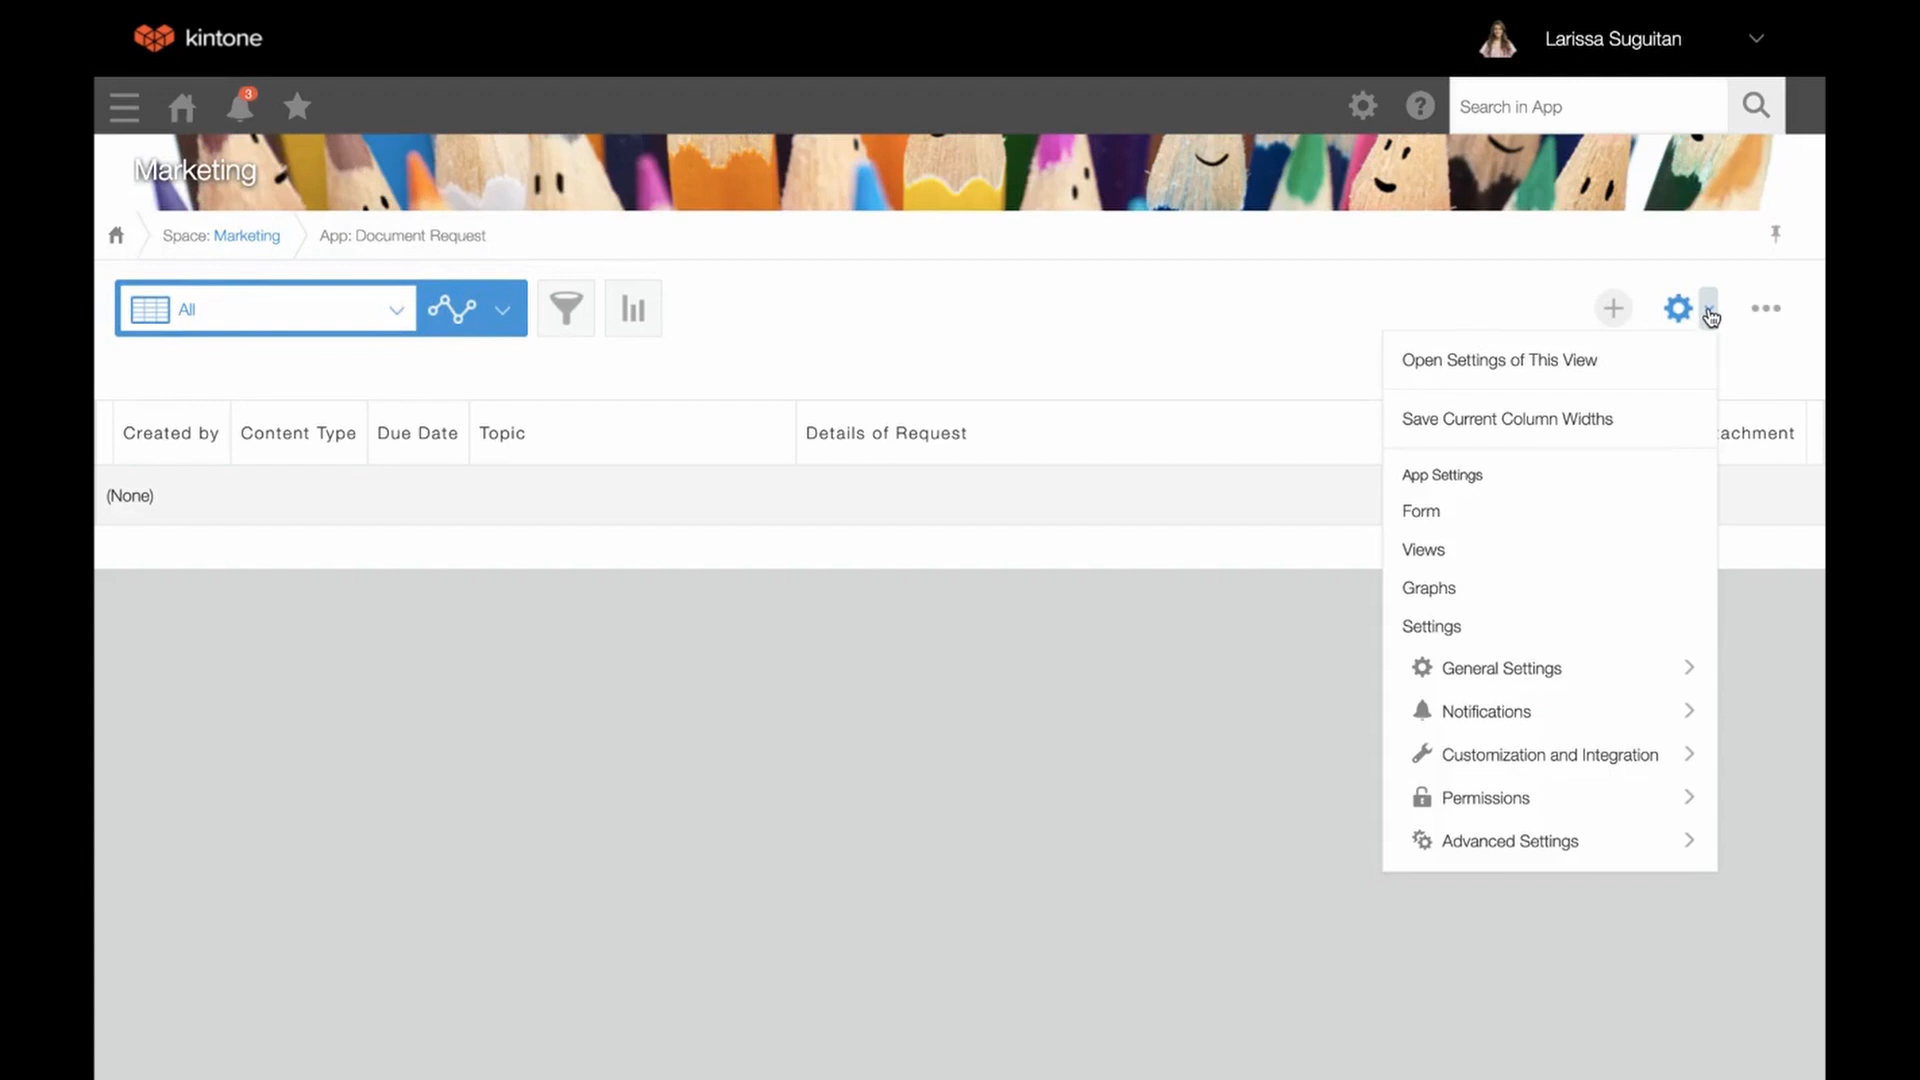 kintone
Larissa Suguitan
3
?
Search in App
Marketing
Space: Marketing
App: Document Request
All
Open Settings of This View
Save Current Column Widths
Created by
Content Type
Due Date
Topic
Details of Request
tachment
(None)
App Settings
Form
Views
Graphs
Settings
General Settings
Notifications
Customization and Integration
Permissions
Advanced Settings